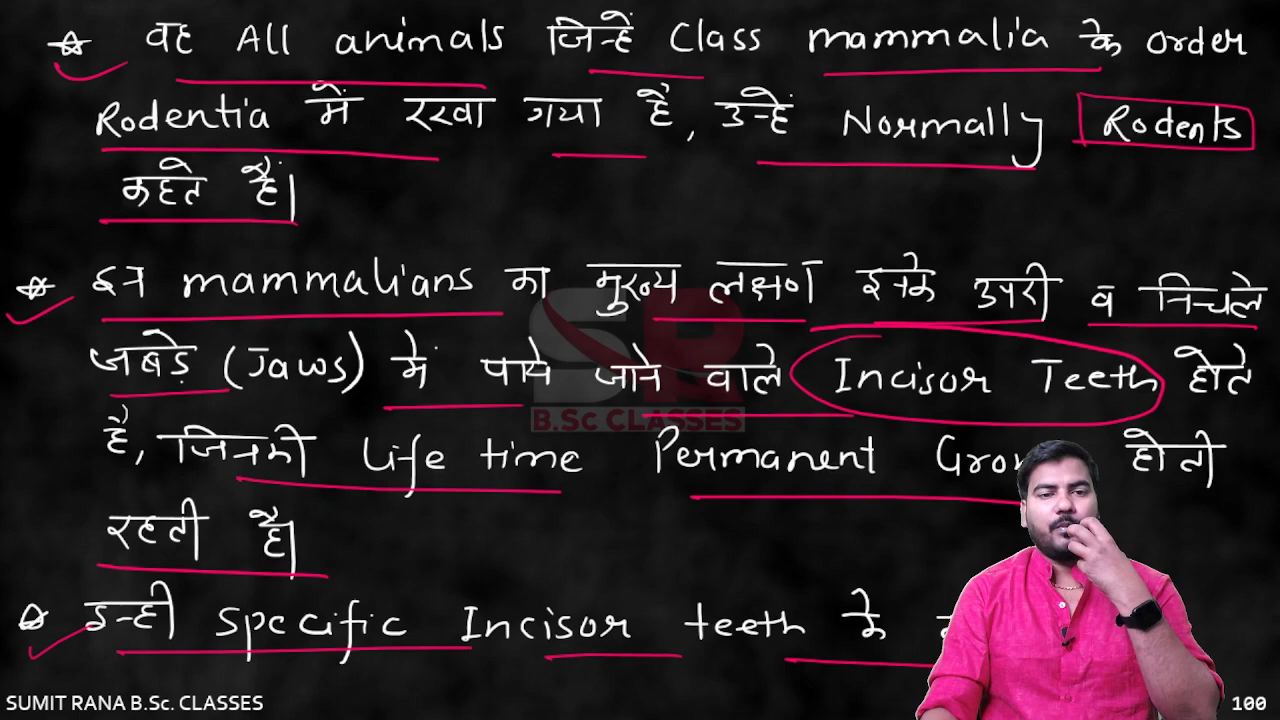 वह All animals जिन्हें Class mammalia के order
Rodentia में रखा गया है, उन्हें Normally Rodents
कहते हैं।
इन mammalians का मुख्य लक्षण इनके उपरी व निचले
जबड़े (Jaws) में पाये जाने वाले Incisor Teeth होते
है, जिनकी Life time Permanent होती
रहती है।
इन्ही specific Incisor teeth के
SR
B.Sc CLASSES
SUMIT RANA B.Sc. CLASSES
100